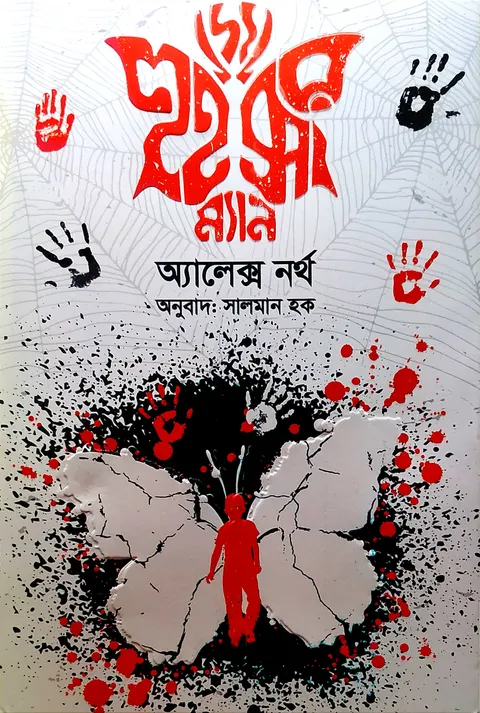 দ্য
হুইস্পার
ম্যান
অ্যালেক্স নর্থ
অনুবাদ: সালমান হক